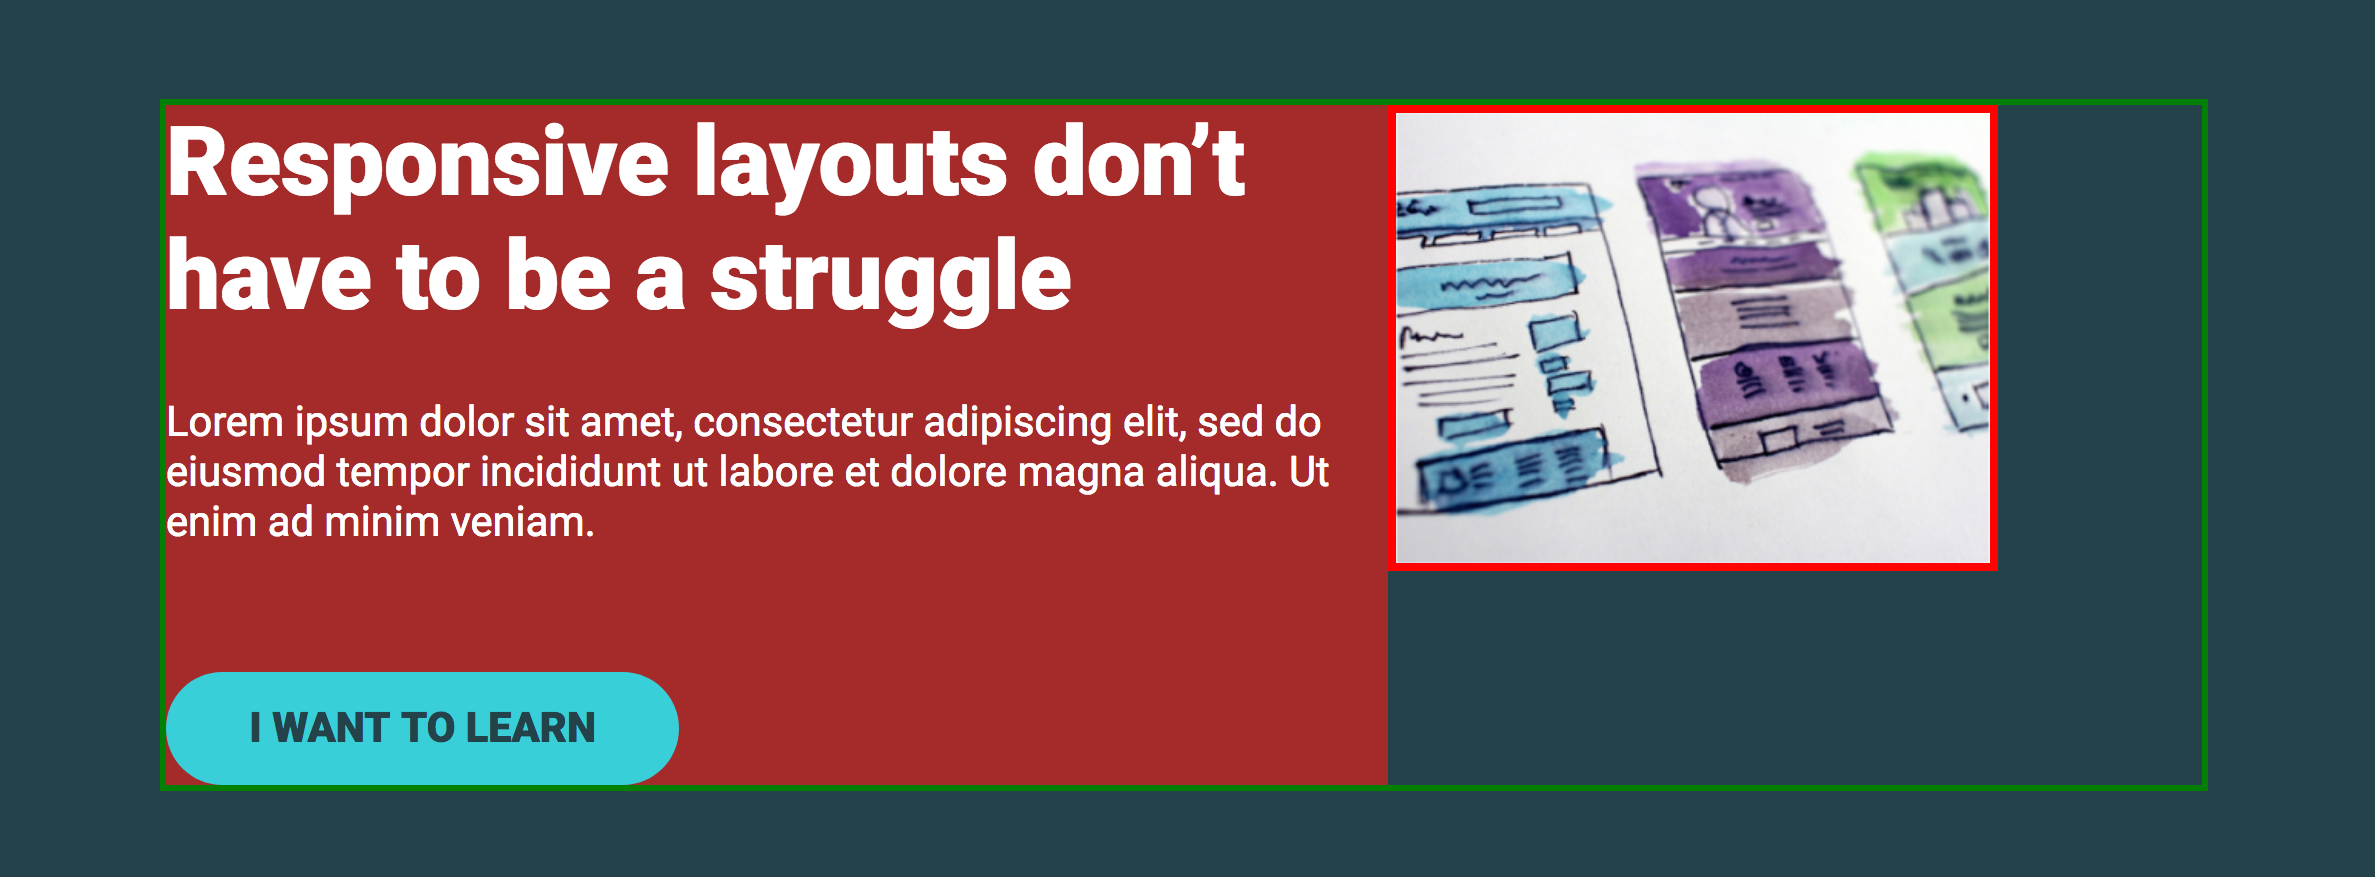 Responsive layouts don’t
have to be a struggle
Lorem ipsum dolor sit amet, consectetur adipiscing elit, sed do
eiusmod tempor incididunt ut labore et dolore magna aliqua. Ut
enim ad minim veniam.
I WANT TO LEARN